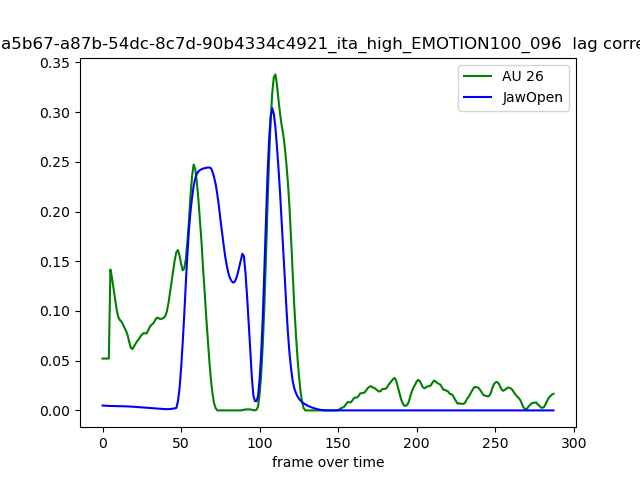 a5b67-a87b-54dc-8c7d-90b4334c4921_ita_high_EMOTION100_096 lag corre
AU 26
JawOpen
0.35
0.30
0.25
0.20
0.15
0.10
0.05
0.00
0 50 100 150 200 250 300
frame over time